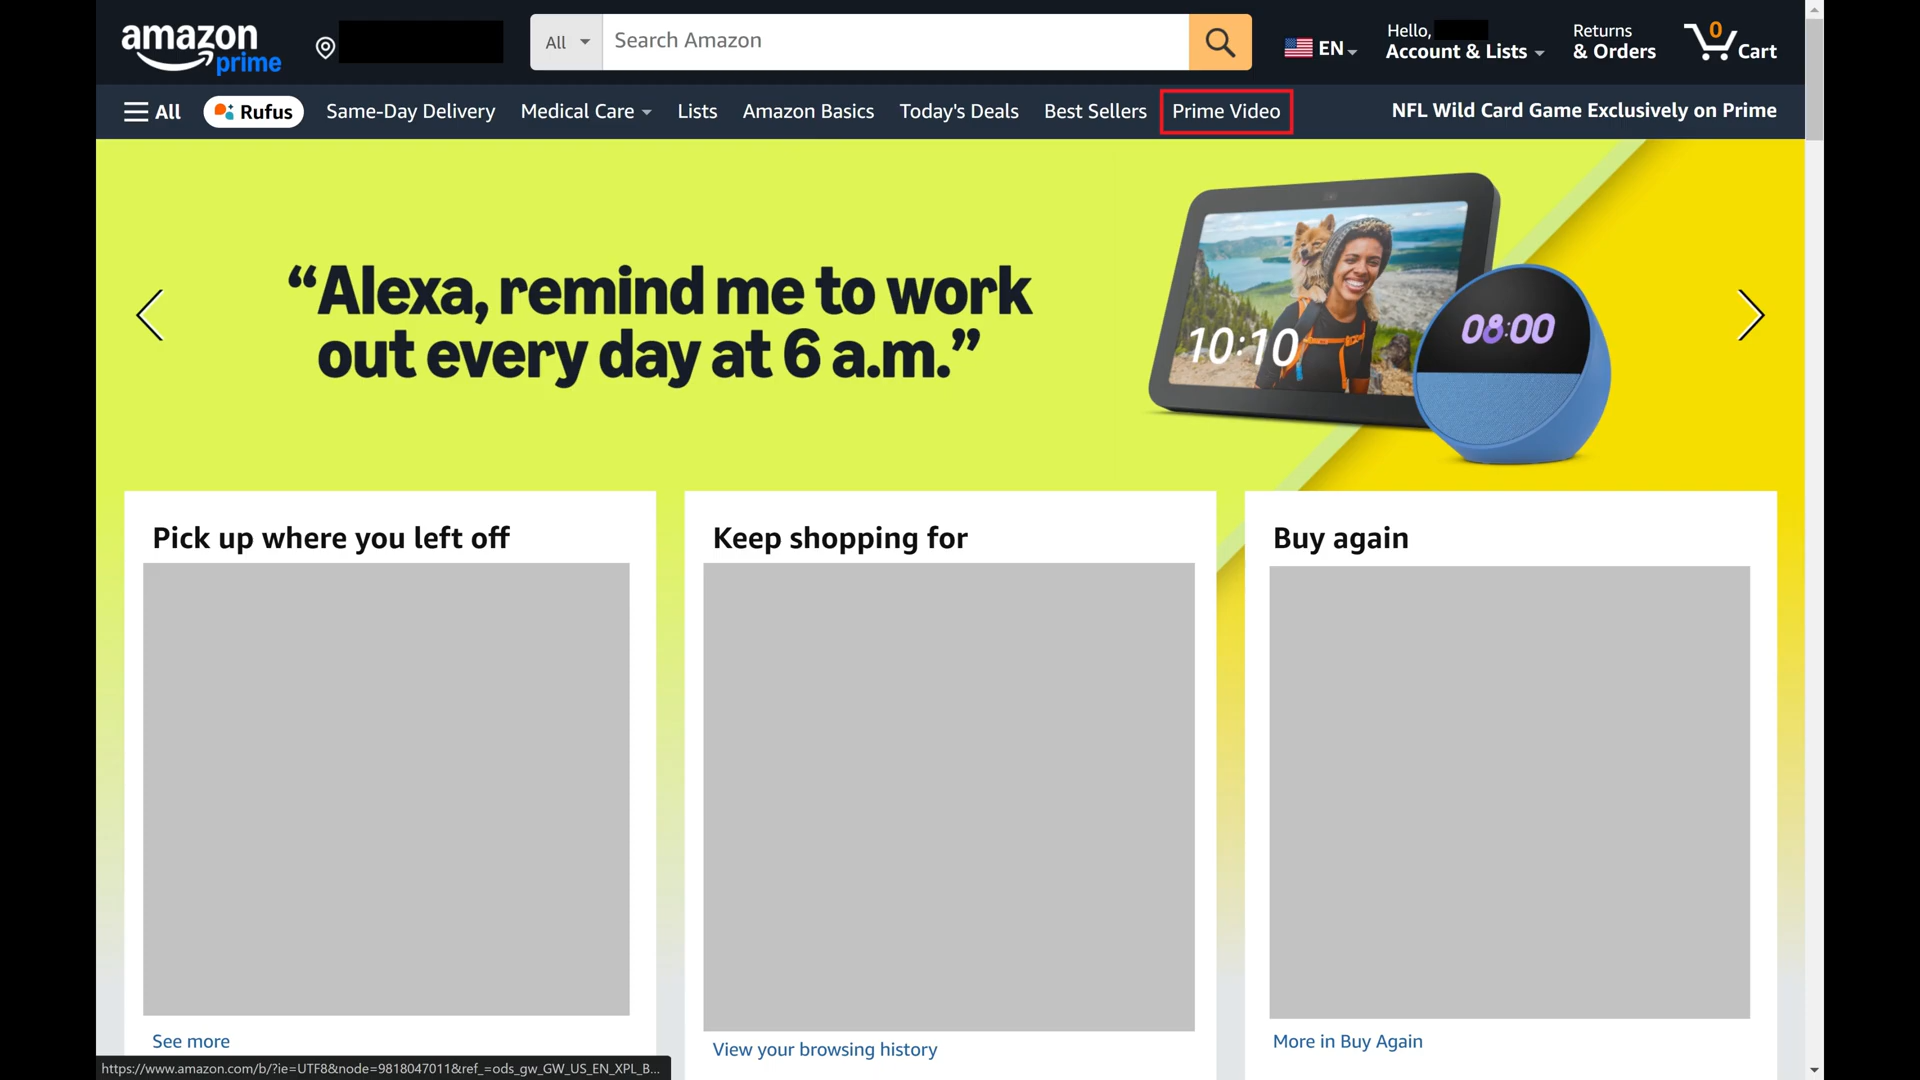 amazon prime
All
Search Amazon
EN
Hello,
Account & Lists
Returns
& Orders
0
Cart
All
Rufus
Same-Day Delivery
Medical Care
Lists
Amazon Basics
Today's Deals
Best Sellers
Prime Video
NFL Wild Card Game Exclusively on Prime
“Alexa, remind me to work
out every day at 6 a.m.”
10:10
08:00
Pick up where you left off
Keep shopping for
Buy again
See more
View your browsing history
More in Buy Again
https://www.amazon.com/b/?ie=UTF8&node=9818047011&ref_=ods_gw_GW_US_EN_XPL_B...